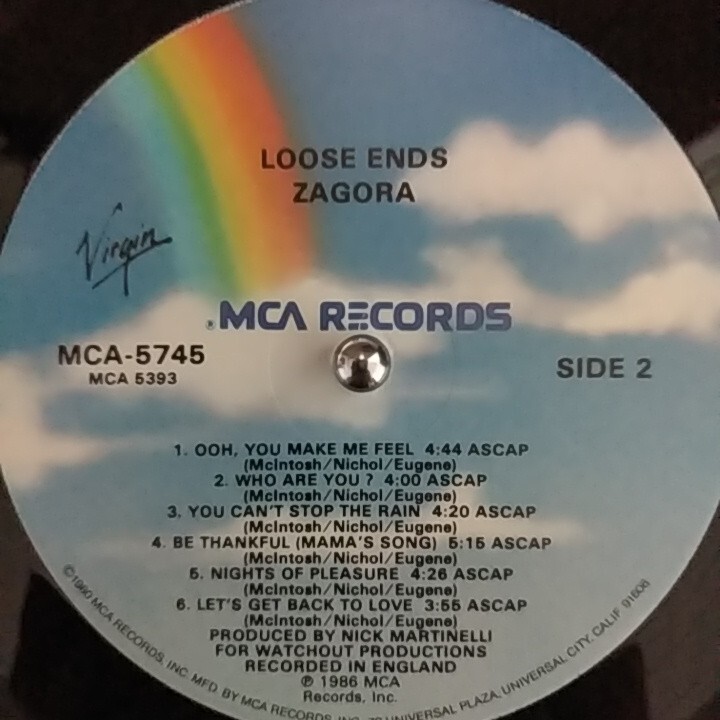 LOOSE ENDS
ZAGORA
Virgin
®MCA RECORDS
MCA-5745
MCA 5393
SIDE 2
1. OOH, YOU MAKE ME FEEL 4:44 ASCAP
(McIntosh/Nichol/Eugene)
2. WHO ARE YOU ? 4:00 ASCAP
(McIntosh/Nichol/Eugene)
3. YOU CAN'T STOP THE RAIN 4:20 ASCAP
(McIntosh/Nichol/Eugene)
4. BE THANKFUL (MAMA'S SONG) 5:15 ASCAP
(McIntosh/Nichol/Eugene)
5. NIGHTS OF PLEASURE 4:26 ASCAP
(McIntosh/Nichol/Eugene)
6. LET'S GET BACK TO LOVE 3:55 ASCAP
(McIntosh/Nichol/Eugene)
PRODUCED BY NICK MARTINELLI
FOR WATCHOUT PRODUCTIONS
RECORDED IN ENGLAND
℗ 1986 MCA
Records, Inc.
©1980 MCA RECORDS, INC. MFD. BY MCA RECORDS, INC., 70 UNIVERSAL PLAZA, UNIVERSAL CITY, CALIF 91608